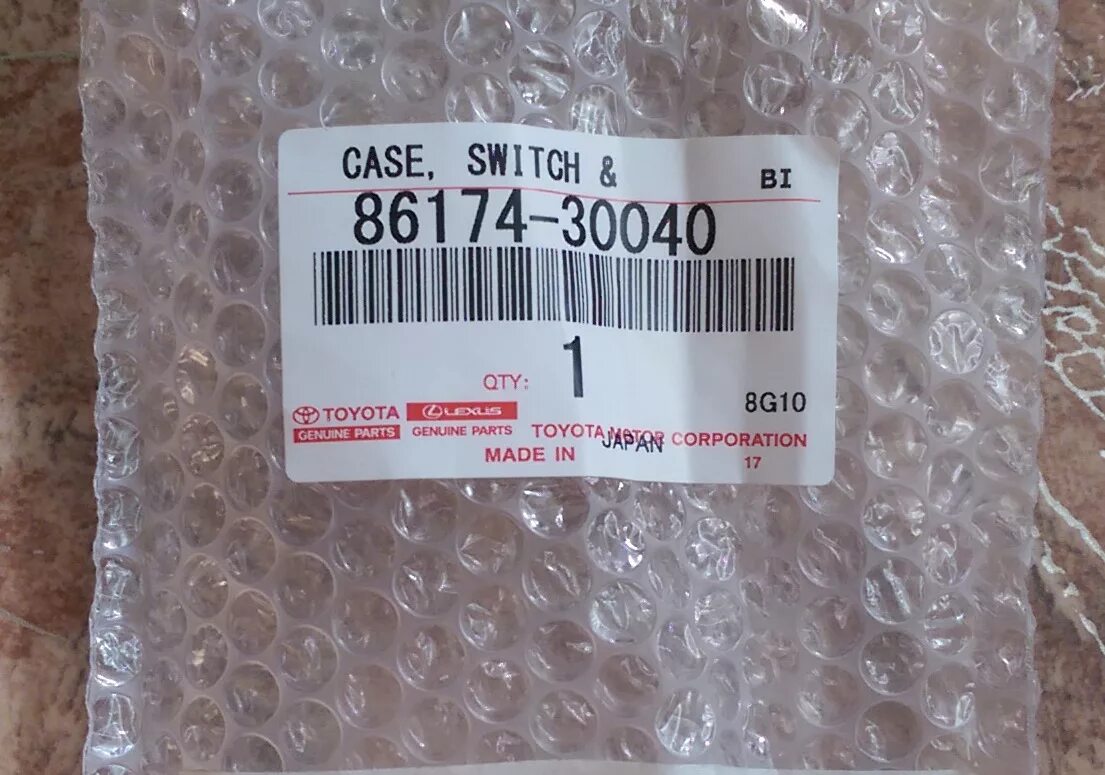 CASE, SWITCH & BI
86174-30040
QTY: 1
8G10
TOYOTA LEXUS
GENUINE PARTS GENUINE PARTS TOYOTA MOTOR CORPORATION
MADE IN JAPAN 17